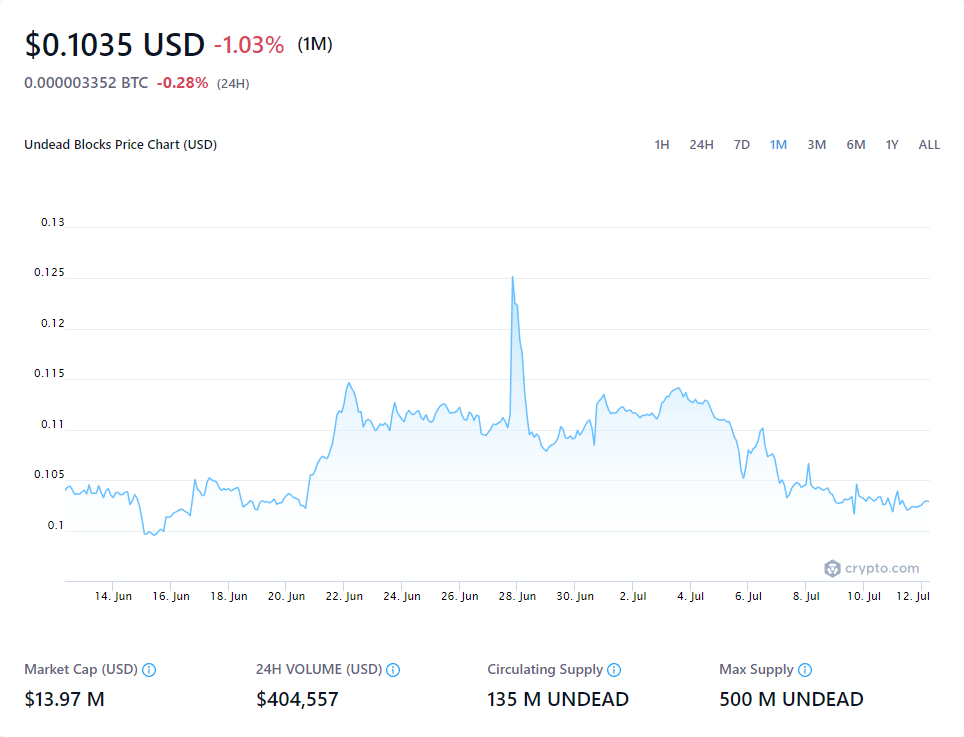 $0.1035 USD -1.03% (1M)
0.000003352 BTC -0.28% (24H)
Undead Blocks Price Chart (USD) 1H 24H 7D 1M 3M 6M 1Y ALL
0.13
0.125
0.12
0.115
0.11
0.105
0.1
crypto.com
14. Jun 16. Jun 18. Jun 20. Jun 22. Jun 24. Jun 26. Jun 28. Jun 30. Jun 2. Jul 4. Jul 6. Jul 8. Jul 10. Jul 12. Jul
Market Cap (USD) 24H VOLUME (USD) Circulating Supply Max Supply
$13.97 M $404,557 135 M UNDEAD 500 M UNDEAD